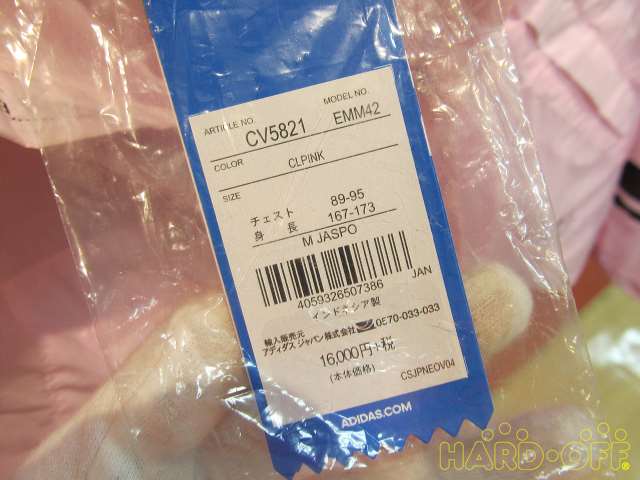 ARTICLE NO.
MODEL NO.
CV5821
EMM42
COLOR
CLPINK
SIZE
チェスト 89-95
身長 167-173
M JASPO
4059326507386 JAN
インドネシア製
輸入販売元
アディダス ジャパン株式会社 0570-033-033
16,000円+税
(本体価格)
CSJPNEOV04
ADIDAS.COM
HARD・OFF